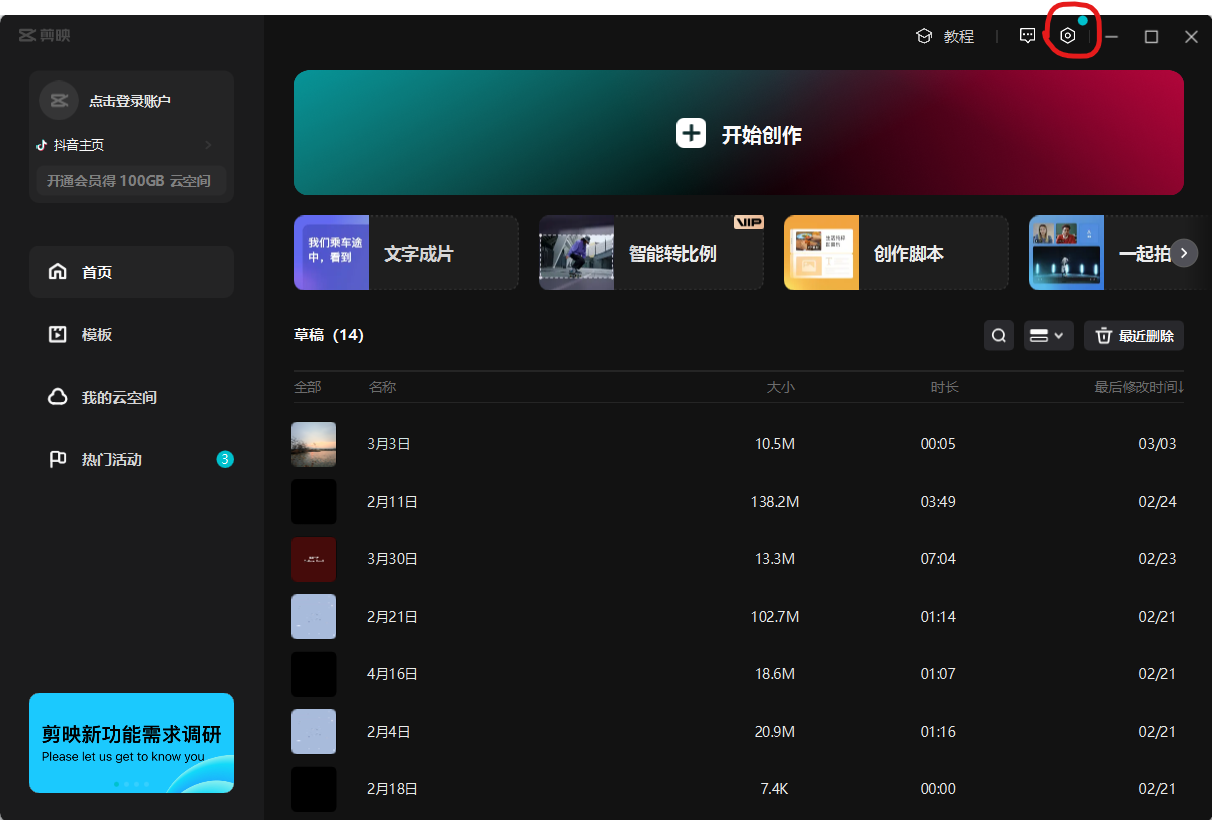 剪映
教程
点击登录账户
抖音主页
开通会员得 100GB 云空间
首页
模板
我的云空间
热门活动
3
剪映新功能需求调研
Please let us get to know you
开始创作
我们乘车途
中，看到
文字成片
VIP
智能转比例
创作脚本
一起拍
草稿（14）
最近删除
全部 名称 大小 时长 最后修改时间↓
3月3日 10.5M 00:05 03/03
2月11日 138.2M 03:49 02/24
3月30日 13.3M 07:04 02/23
2月21日 102.7M 01:14 02/21
4月16日 18.6M 01:07 02/21
2月4日 20.9M 01:16 02/21
2月18日 7.4K 00:00 02/21